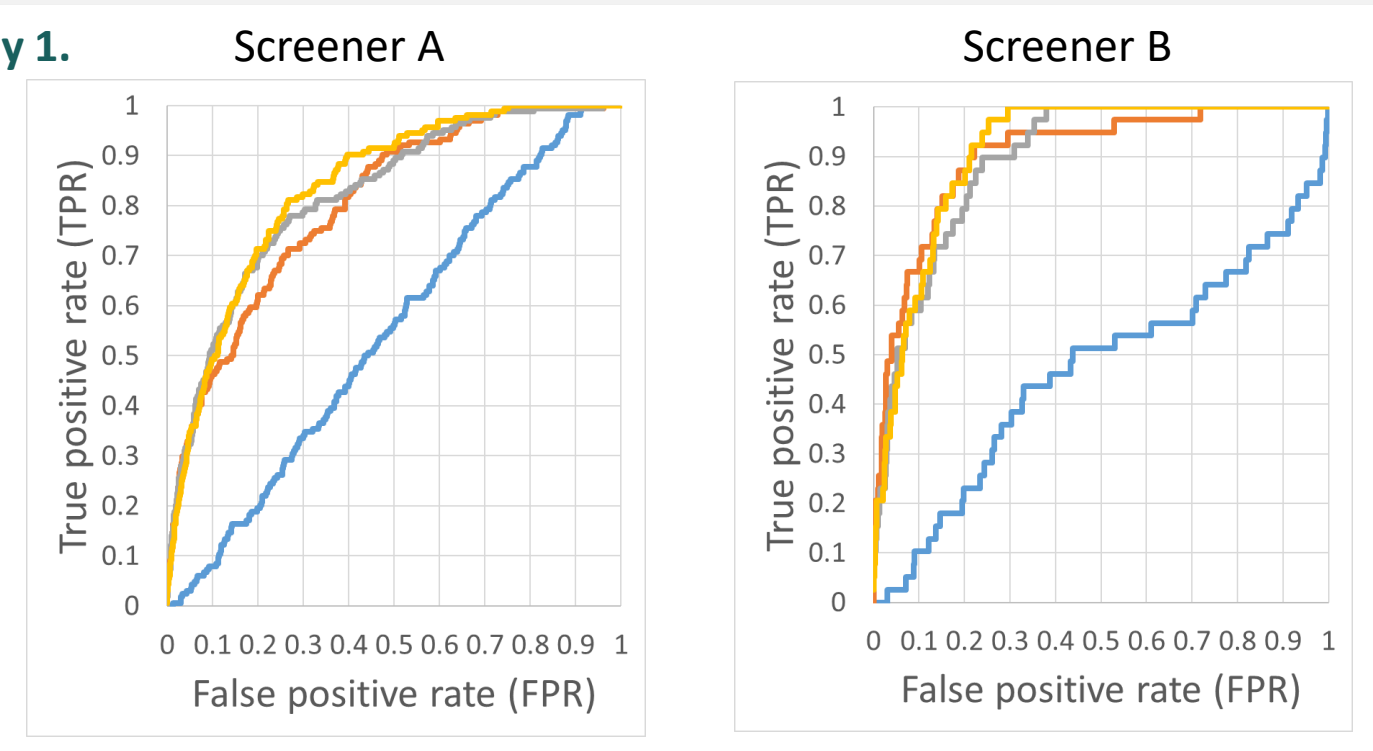 y 1.
Screener A
Screener B
True positive rate (TPR)
1
0.9
0.8
0.7
0.6
0.5
0.4
0.3
0.2
0.1
0
0 0.1 0.2 0.3 0.4 0.5 0.6 0.7 0.8 0.9 1
False positive rate (FPR)
True positive rate (TPR)
1
0.9
0.8
0.7
0.6
0.5
0.4
0.3
0.2
0.1
0
0 0.1 0.2 0.3 0.4 0.5 0.6 0.7 0.8 0.9 1
False positive rate (FPR)